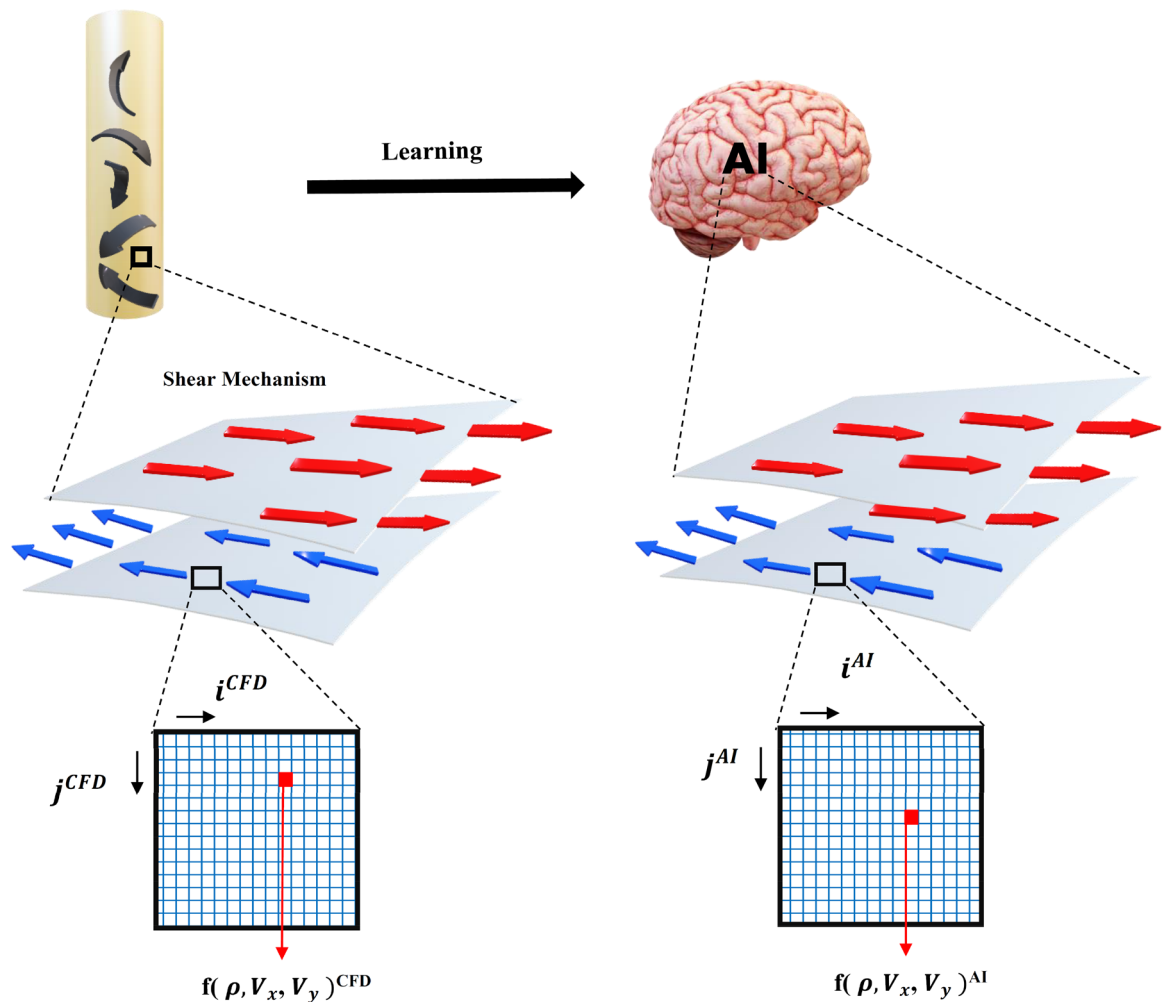 Learning
AI
Shear Mechanism
i^{CFD}
j^{CFD}
f( ρ, V_x, V_y )^{CFD}
i^{AI}
j^{AI}
f( ρ, V_x, V_y )^{AI}